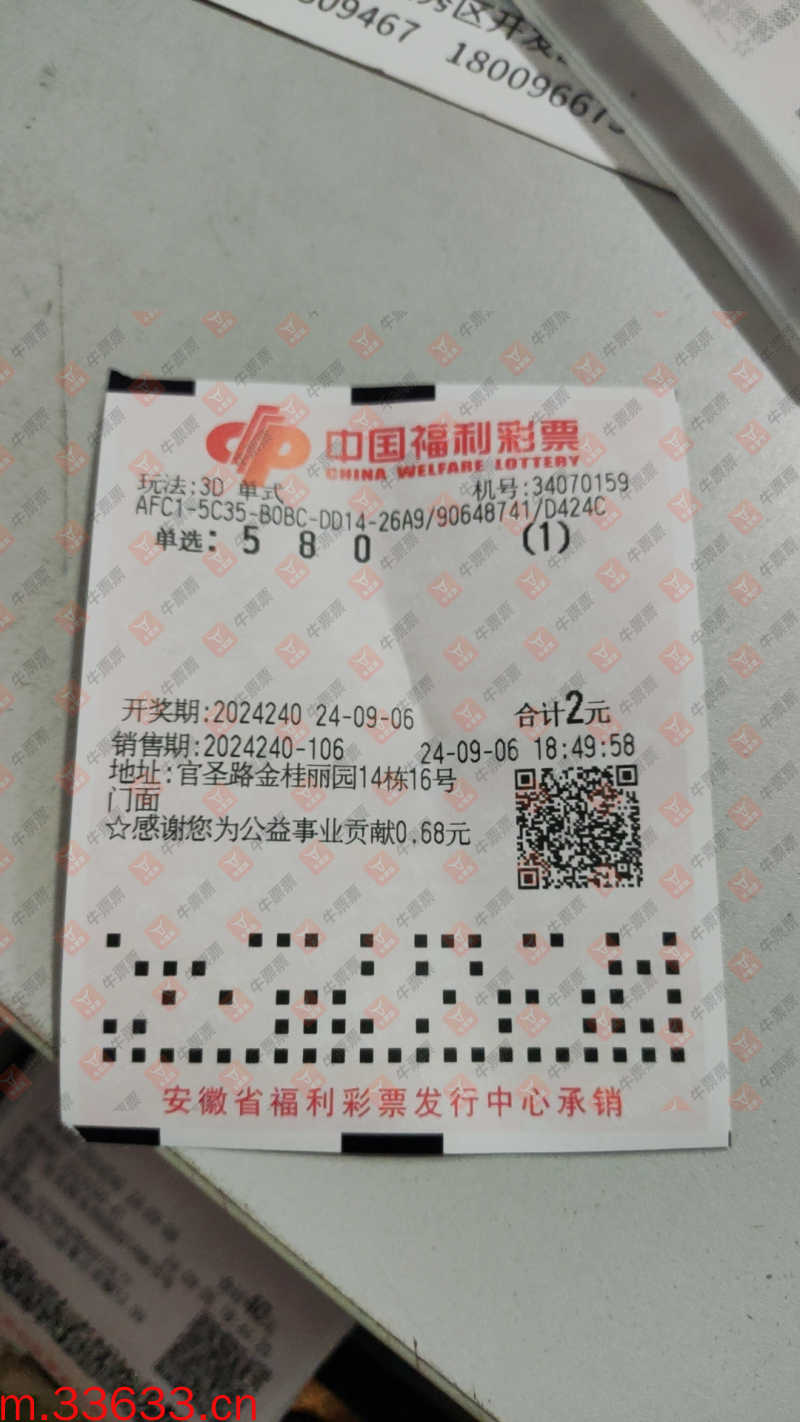 809467 1800966
中国福利彩票
CHINA WELFARE LOTTERY
玩法:3D 单式 机号:34070159
AFC1-5C35-B0BC-DD14-26A9/90648741/D424C
单选: 5 8 0 (1)
开奖期:2024240 24-09-06 合计2元
销售期:2024240-106 24-09-06 18:49:58
地址:官圣路金桂丽园14栋16号
门面
☆感谢您为公益事业贡献0.68元
安徽省福利彩票发行中心承销
牛票票
m.33633.cn